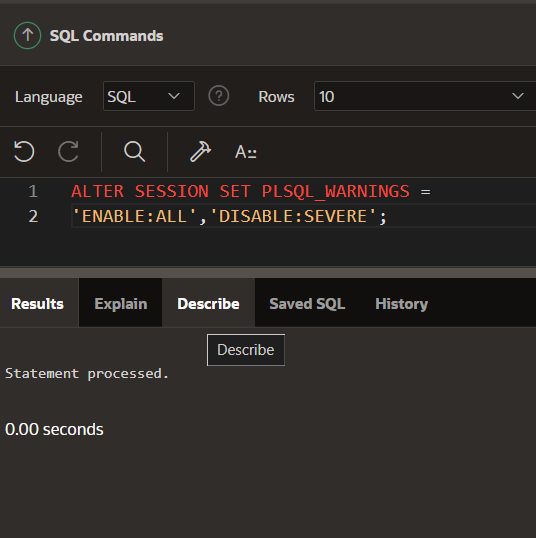 SQL Commands
Language SQL Rows 10
A::
1 ALTER SESSION SET PLSQL_WARNINGS =
2 'ENABLE:ALL','DISABLE:SEVERE';
Results Explain Describe Saved SQL History
Describe
Statement processed.
0.00 seconds